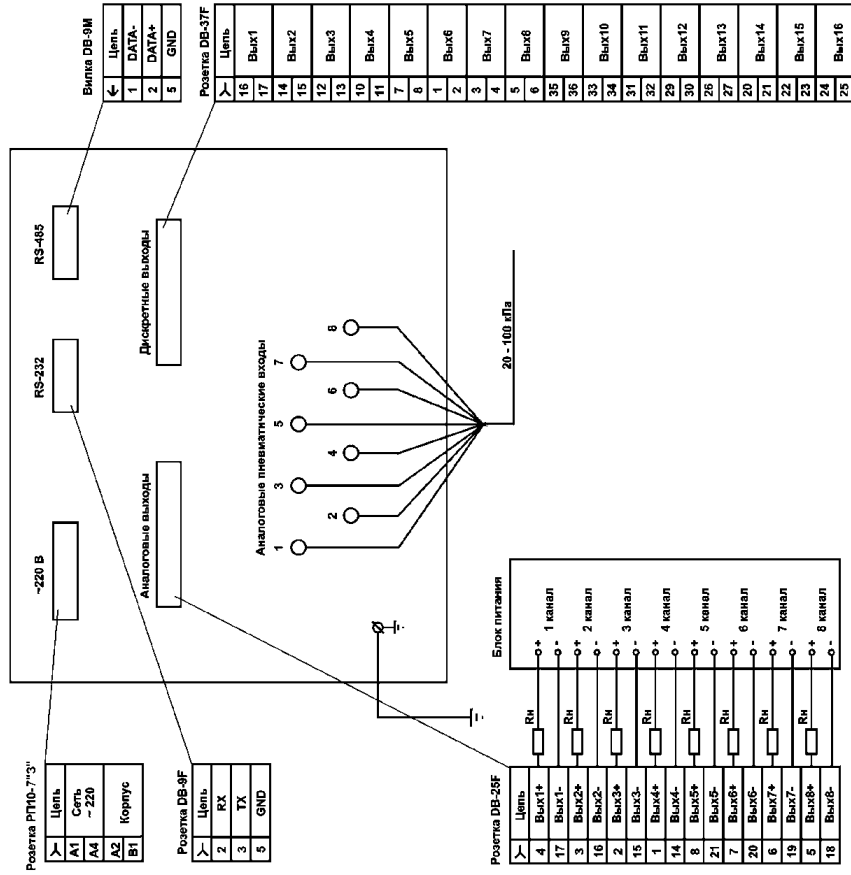 Розетка РП10-7"3"
Цепь
A1 Сеть
A4 ~ 220
A2 Корпус
B1
Розетка DB-9F
Цепь
2 RX
3 TX
5 GND
Розетка DB-25F
Цепь
4 Вых1+
17 Вых1-
3 Вых2+
16 Вых2-
2 Вых3+
15 Вых3-
1 Вых4+
14 Вых4-
8 Вых5+
21 Вых5-
7 Вых6+
20 Вых6-
6 Вых7+
19 Вых7-
5 Вых8+
18 Вых8-
Rн
Rн
Rн
Rн
Rн
Rн
Rн
Rн
Блок питания
+ 1 канал -
+ 2 канал -
+ 3 канал -
+ 4 канал -
+ 5 канал -
+ 6 канал -
+ 7 канал -
+ 8 канал -
~220 В
RS-232
RS-485
Аналоговые выходы
Дискретные выходы
Аналоговые пневматические входы
1 2 3 4 5 6 7 8
20 - 100 кПа
Вилка DB-9M
Цепь
1 DATA-
2 DATA+
5 GND
Розетка DB-37F
Цепь
16 Вых1
17
14 Вых2
15
12 Вых3
13
10 Вых4
11
7 Вых5
8
1 Вых6
2
3 Вых7
4
5 Вых8
6
35 Вых9
36
33 Вых10
34
31 Вых11
32
29 Вых12
30
26 Вых13
27
20 Вых14
21
22 Вых15
23
24 Вых16
25